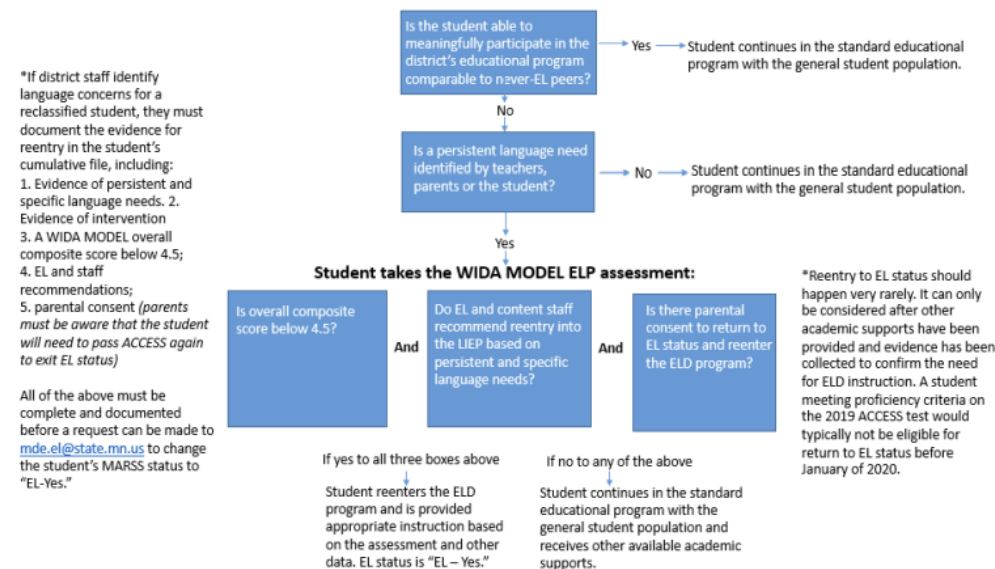 Is the student able to
meaningfully participate in the
district's educational program
comparable to never-EL peers?
Yes
Student continues in the standard educational
program with the general student population.
No
Is a persistent language need
identified by teachers,
parents or the student?
No
Student continues in the standard educational
program with the general student population.
Yes
*If district staff identify
language concerns for a
reclassified student, they must
document the evidence for
reentry in the student's
cumulative file, including:
1. Evidence of persistent and
specific language needs. 2.
Evidence of intervention
3. A WIDA MODEL overall
composite score below 4.5;
4. EL and staff
recommendations;
5. parental consent (parents
must be aware that the student
will need to pass ACCESS again
to exit EL status)
All of the above must be
complete and documented
before a request can be made to
mde.el@state.mn.us to change
the student's MARSS status to
"EL-Yes."
Student takes the WIDA MODEL ELP assessment:
Is overall composite
score below 4.5?
And
Do EL and content staff
recommend reentry into
the LIEP based on
persistent and specific
language needs?
And
Is there parental
consent to return to
EL status and reenter
the ELD program?
*Reentry to EL status should
happen very rarely. It can only
be considered after other
academic supports have been
provided and evidence has been
collected to confirm the need
for ELD instruction. A student
meeting proficiency criteria on
the 2019 ACCESS test would
typically not be eligible for
return to EL status before
January of 2020.
If yes to all three boxes above
Student reenters the ELD
program and is provided
appropriate instruction based
on the assessment and other
data. EL status is "EL – Yes."
If no to any of the above
Student continues in the standard
educational program with the
general student population and
receives other available academic
supports.